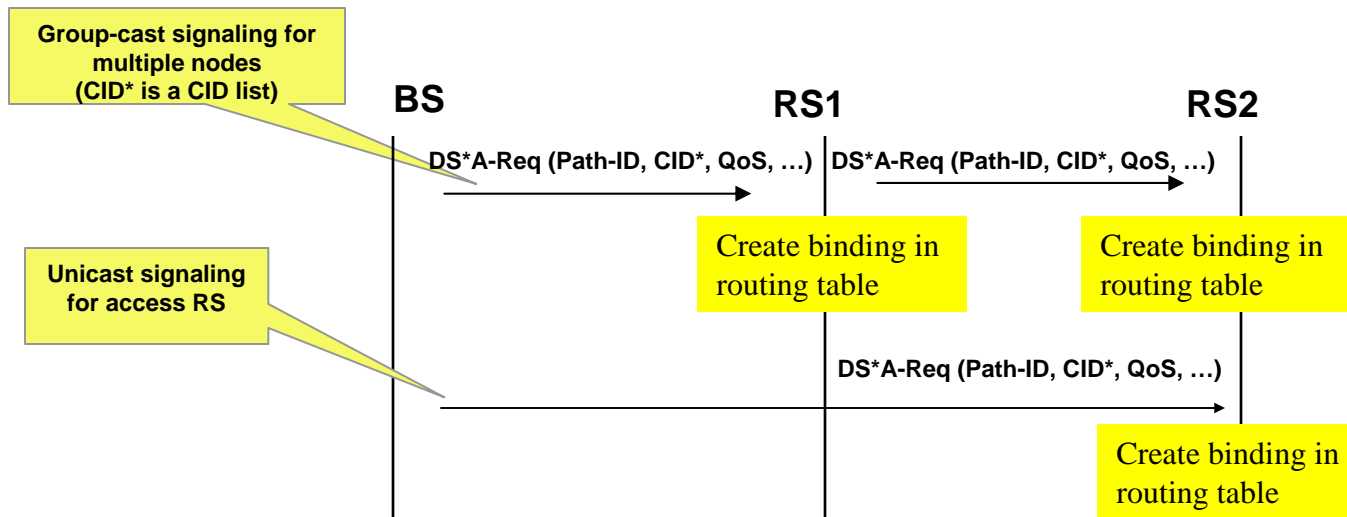 Group-cast signaling for
multiple nodes
(CID* is a CID list)
BS
RS1
RS2
DS*A-Req (Path-ID, CID*, QoS, …)
DS*A-Req (Path-ID, CID*, QoS, …)
Create binding in
routing table
Create binding in
routing table
Unicast signaling
for access RS
DS*A-Req (Path-ID, CID*, QoS, …)
Create binding in
routing table